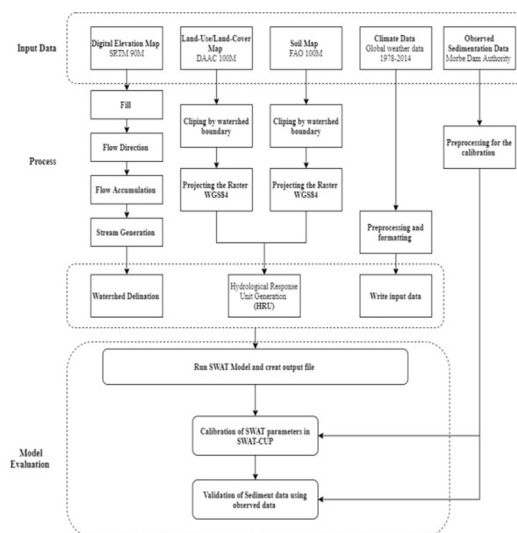 Input Data
Digital Elevation Map
SRTM 90M
Land-Use/Land-Cover
Map
DAAC 100M
Soil Map
FAO 100M
Climate Data
Global weather data
1978-2014
Observed
Sedimentation Data
Morbe Dam Authority
Process
Fill
Flow Direction
Flow Accumulation
Stream Generation
Watershed Delination
Cliping by watershed
boundary
Projecting the Raster
WGS84
Cliping by watershed
boundary
Projecting the Raster
WGS84
Hydrological Response
Unit Generation
(HRU)
Preprocessing and
formatting
Write input data
Preprocessing for the
calibration
Model
Evaluation
Run SWAT Model and creat output file
Calibration of SWAT parameters in
SWAT-CUP
Validation of Sediment data using
observed data